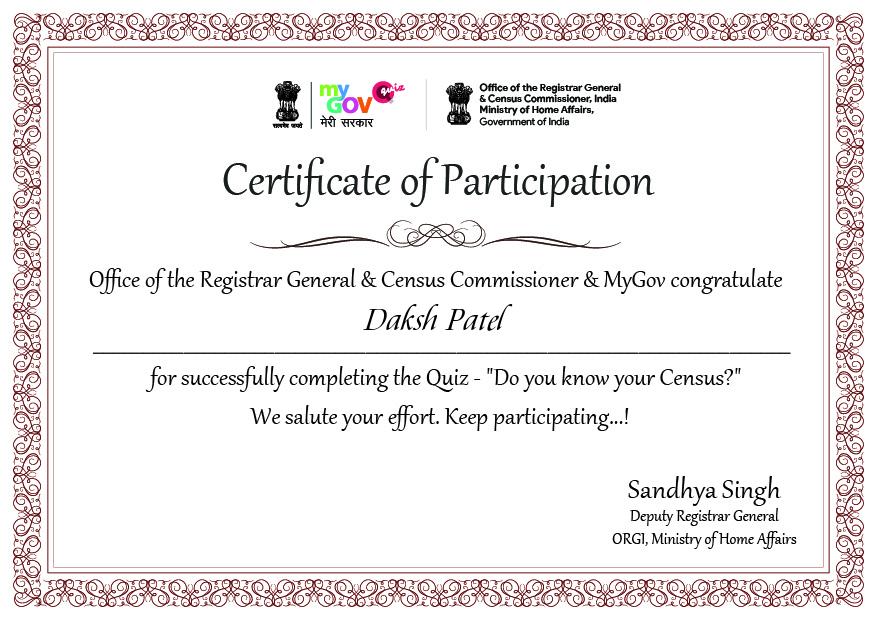 सत्यमेव जयते
my
GOV
quiz
मेरी सरकार
Office of the Registrar General
& Census Commissioner, India
Ministry of Home Affairs,
Government of India
Certificate of Participation
Office of the Registrar General & Census Commissioner & MyGov congratulate
Daksh Patel
for successfully completing the Quiz - "Do you know your Census?"
We salute your effort. Keep participating...!
Sandhya Singh
Deputy Registrar General
ORGI, Ministry of Home Affairs